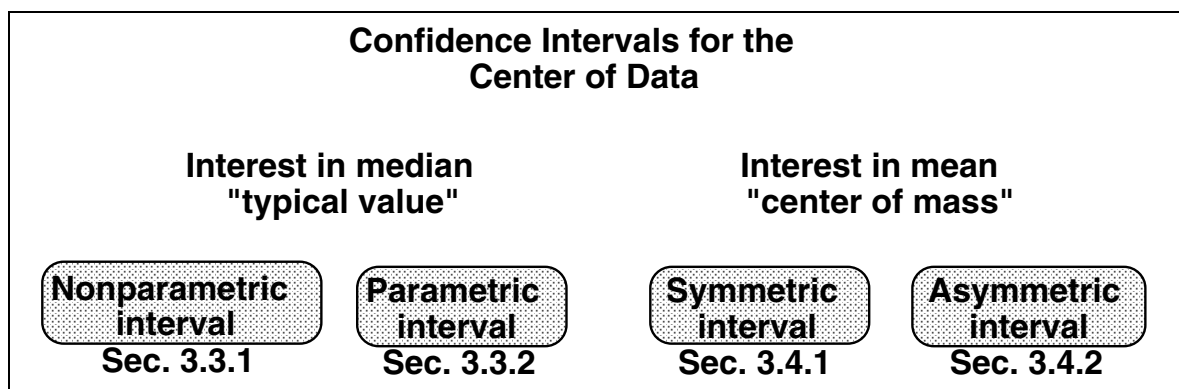 Confidence Intervals for the
Center of Data
Interest in median
"typical value"
Interest in mean
"center of mass"
Nonparametric
interval
Sec. 3.3.1
Parametric
interval
Sec. 3.3.2
Symmetric
interval
Sec. 3.4.1
Asymmetric
interval
Sec. 3.4.2